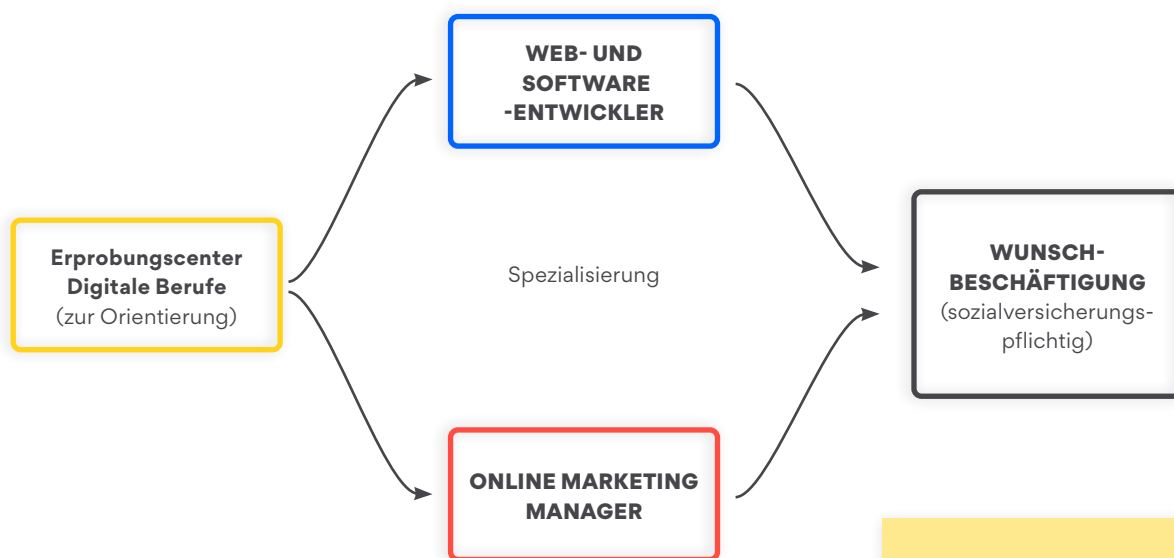 WEB- UND
SOFTWARE
-ENTWICKLER
Erprobungscenter
Digitale Berufe
(zur Orientierung)
Spezialisierung
WUNSCH-
BESCHÄFTIGUNG
(sozialversicherungs-
pflichtig)
ONLINE MARKETING
MANAGER